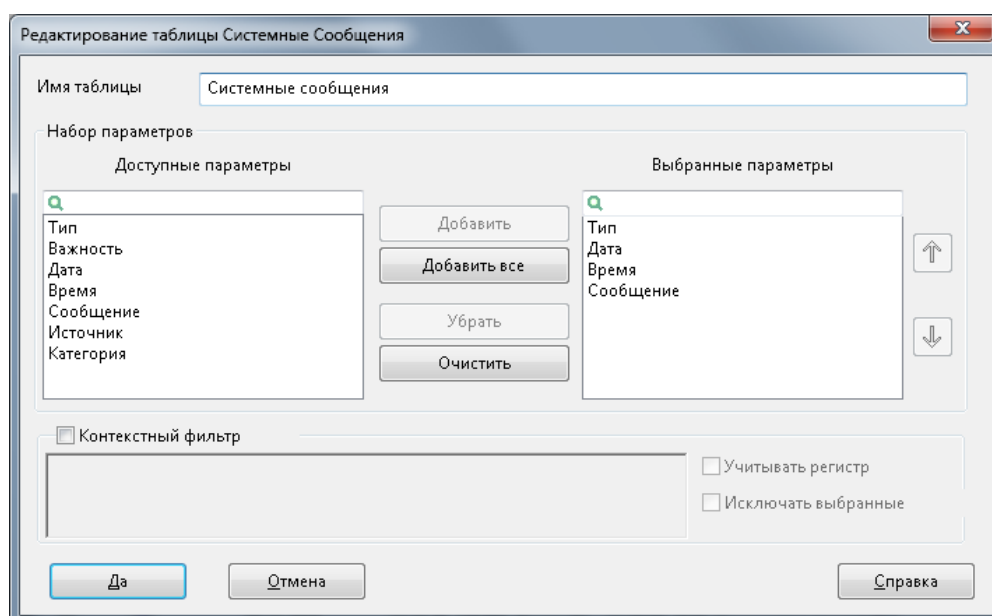 Редактирование таблицы Системные Сообщения
Имя таблицы Системные сообщения
Набор параметров
Доступные параметры Выбранные параметры
Тип
Важность
Дата
Время
Сообщение
Источник
Категория
Добавить
Добавить все
Убрать
Очистить
Тип
Дата
Время
Сообщение
Контекстный фильтр
Учитывать регистр
Исключать выбранные
Да Отмена Справка